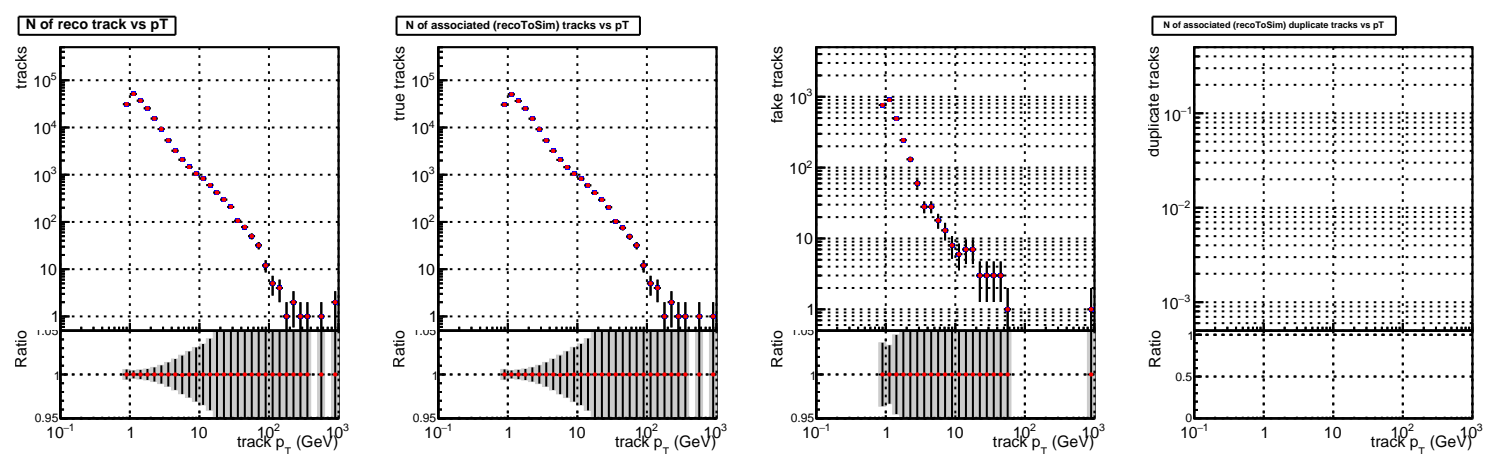 N of reco track vs pT
tracks
10^5
10^4
10^3
10^2
10
1
Ratio
1.05
1
0.95
10^−1 1 10 10^2 10^3
track p_T (GeV)
N of associated (recoToSim) tracks vs pT
true tracks
10^5
10^4
10^3
10^2
10
1
Ratio
1.05
1
0.95
10^−1 1 10 10^2 10^3
track p_T (GeV)
fake tracks
10^3
10^2
10
1
Ratio
1.05
1
0.95
10^−1 1 10 10^2 10^3
track p_T (GeV)
N of associated (recoToSim) duplicate tracks vs pT
duplicate tracks
10^−1
10^−2
10^−3
Ratio
1
0.5
0
10^−1 1 10 10^2 10^3
track p_T (GeV)